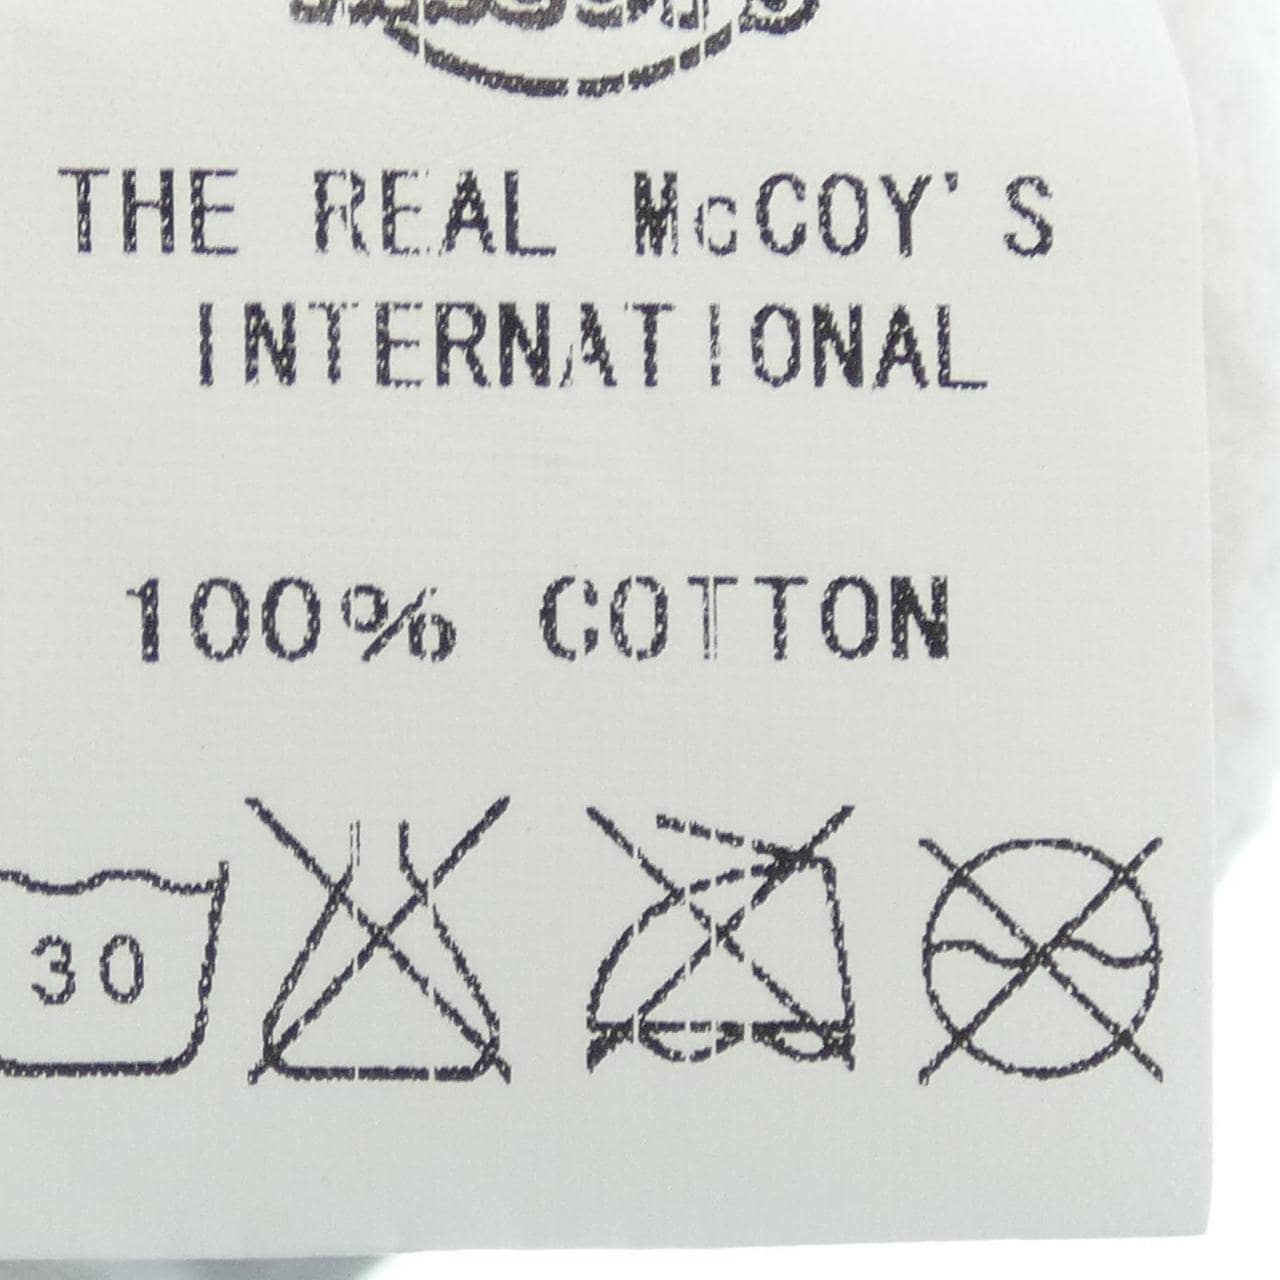 THE REAL McCOY'S
INTERNATIONAL
100% COTTON
30